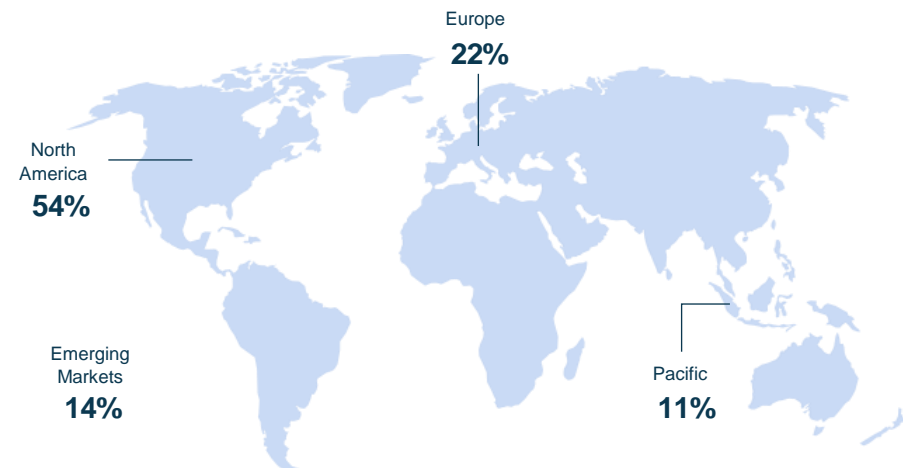 Europe
22%
North
America
54%
Emerging
Markets
14%
Pacific
11%